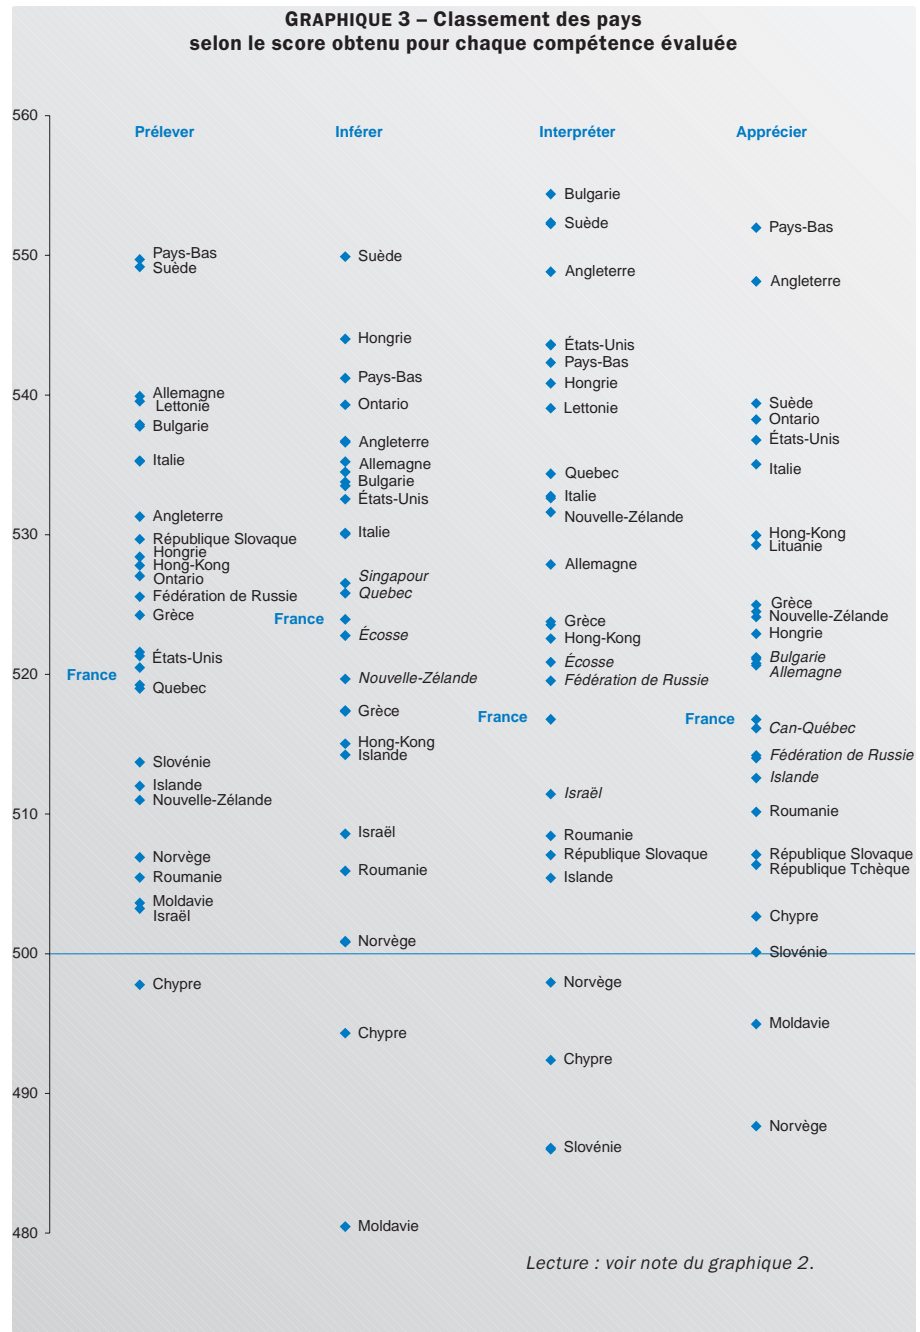 GRAPHIQUE 3 – Classement des pays
selon le score obtenu pour chaque compétence évaluée
560
550
540
530
520
510
500
490
480
Prélever
Pays-Bas
Suède
Allemagne
Lettonie
Bulgarie
Italie
Angleterre
République Slovaque
Hongrie
Hong-Kong
Ontario
Fédération de Russie
Grèce
États-Unis
France
Quebec
Slovénie
Islande
Nouvelle-Zélande
Norvège
Roumanie
Moldavie
Israël
Chypre
Inférer
Suède
Hongrie
Pays-Bas
Ontario
Angleterre
Allemagne
Bulgarie
États-Unis
Italie
Singapour
Quebec
France
Écosse
Nouvelle-Zélande
Grèce
Hong-Kong
Islande
Israël
Roumanie
Norvège
Chypre
Moldavie
Interpréter
Bulgarie
Suède
Angleterre
États-Unis
Pays-Bas
Hongrie
Lettonie
Quebec
Italie
Nouvelle-Zélande
Allemagne
Grèce
Hong-Kong
Écosse
Fédération de Russie
France
Israël
Roumanie
République Slovaque
Islande
Norvège
Chypre
Slovénie
Apprécier
Pays-Bas
Angleterre
Suède
Ontario
États-Unis
Italie
Hong-Kong
Lituanie
Grèce
Nouvelle-Zélande
Hongrie
Bulgarie
Allemagne
France
Can-Québec
Fédération de Russie
Islande
Roumanie
République Slovaque
République Tchèque
Chypre
Slovénie
Moldavie
Norvège
Lecture : voir note du graphique 2.